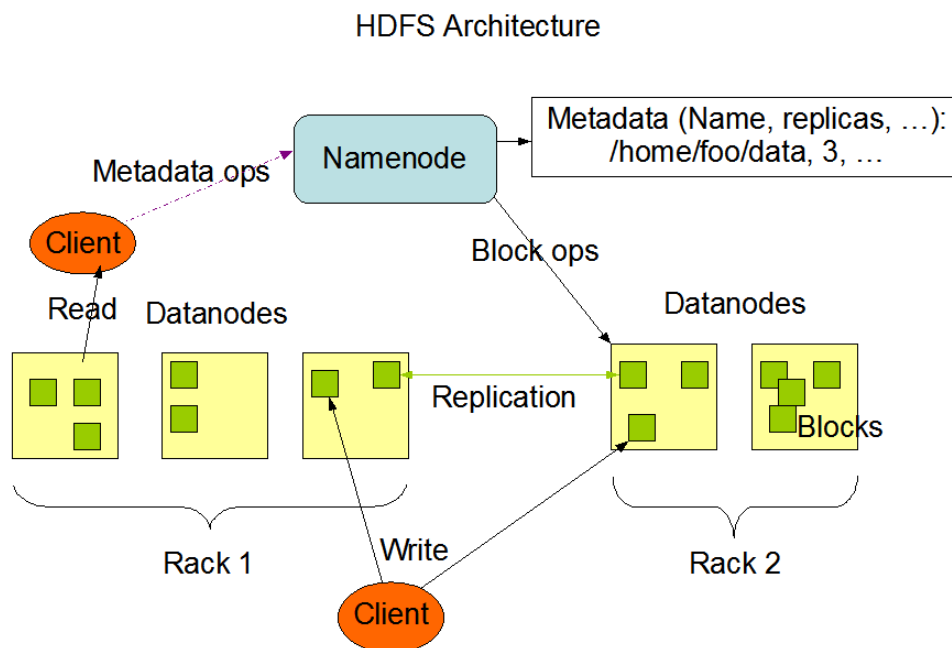 HDFS Architecture
Metadata (Name, replicas, …):
/home/foo/data, 3, …
Namenode
Metadata ops
Client
Block ops
Read
Datanodes
Datanodes
Replication
Blocks
Rack 1
Write
Rack 2
Client